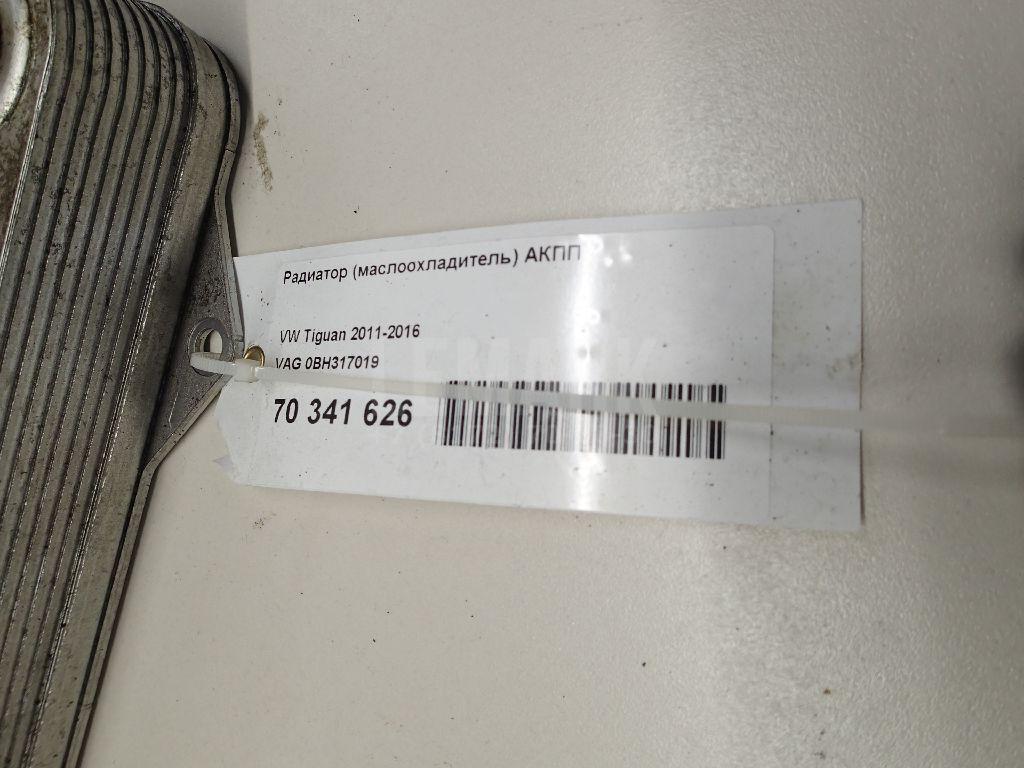 Радиатор (маслоохладитель) АКПП
VW Tiguan 2011-2016
VAG 0BH317019
70 341 626